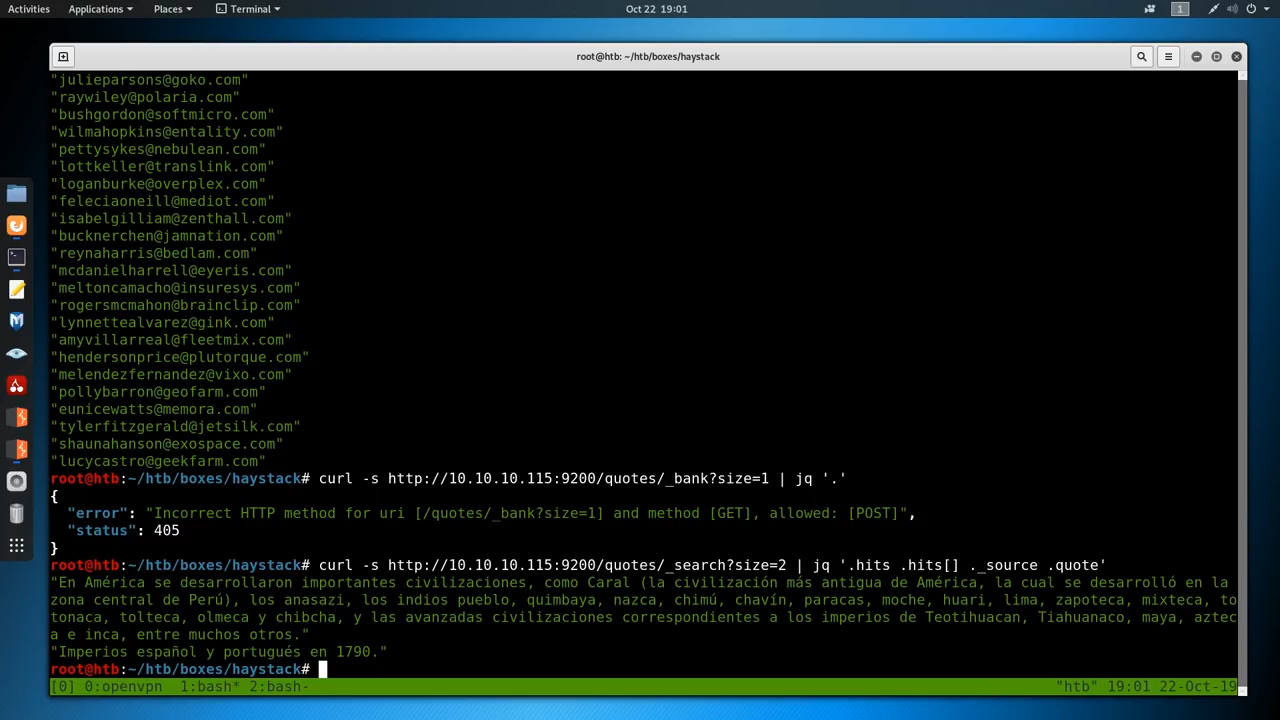 Activities Applications Places Terminal Oct 22 19:01 1
root@htb: ~/htb/boxes/haystack
"julieparsons@goko.com"
"raywiley@polaria.com"
"bushgordon@softmicro.com"
"wilmahopkins@entality.com"
"pettysykes@nebulean.com"
"lottkeller@translink.com"
"loganburke@overplex.com"
"feleciaoneill@mediot.com"
"isabelgilliam@zenthall.com"
"bucknerchen@jamnation.com"
"reynaharris@bedlam.com"
"mcdanielharrell@eyeris.com"
"meltoncamacho@insuresys.com"
"rogersmcmahon@brainclip.com"
"lynnettealvarez@gink.com"
"amyvillarreal@fleetmix.com"
"hendersonprice@plutorque.com"
"melendezfernandez@vixo.com"
"pollybarron@geofarm.com"
"eunicewatts@memora.com"
"tylerfitzgerald@jetsilk.com"
"shaunahanson@exospace.com"
"lucycastro@geekfarm.com"
root@htb:~/htb/boxes/haystack# curl -s http://10.10.10.115:9200/quotes/_bank?size=1 | jq '.'
{
  "error": "Incorrect HTTP method for uri [/quotes/_bank?size=1] and method [GET], allowed: [POST]",
  "status": 405
}
root@htb:~/htb/boxes/haystack# curl -s http://10.10.10.115:9200/quotes/_search?size=2 | jq '.hits .hits[] ._source .quote'
"En América se desarrollaron importantes civilizaciones, como Caral (la civilización más antigua de América, la cual se desarrolló en la
zona central de Perú), los anasazi, los indios pueblo, quimbaya, nazca, chimú, chavín, paracas, moche, huari, lima, zapoteca, mixteca, to
tonaca, tolteca, olmeca y chibcha, y las avanzadas civilizaciones correspondientes a los imperios de Teotihuacan, Tiahuanaco, maya, aztec
a e inca, entre muchos otros."
"Imperios español y portugués en 1790."
root@htb:~/htb/boxes/haystack#
[0] 0:openvpn 1:bash* 2:bash- "htb" 19:01 22-Oct-19